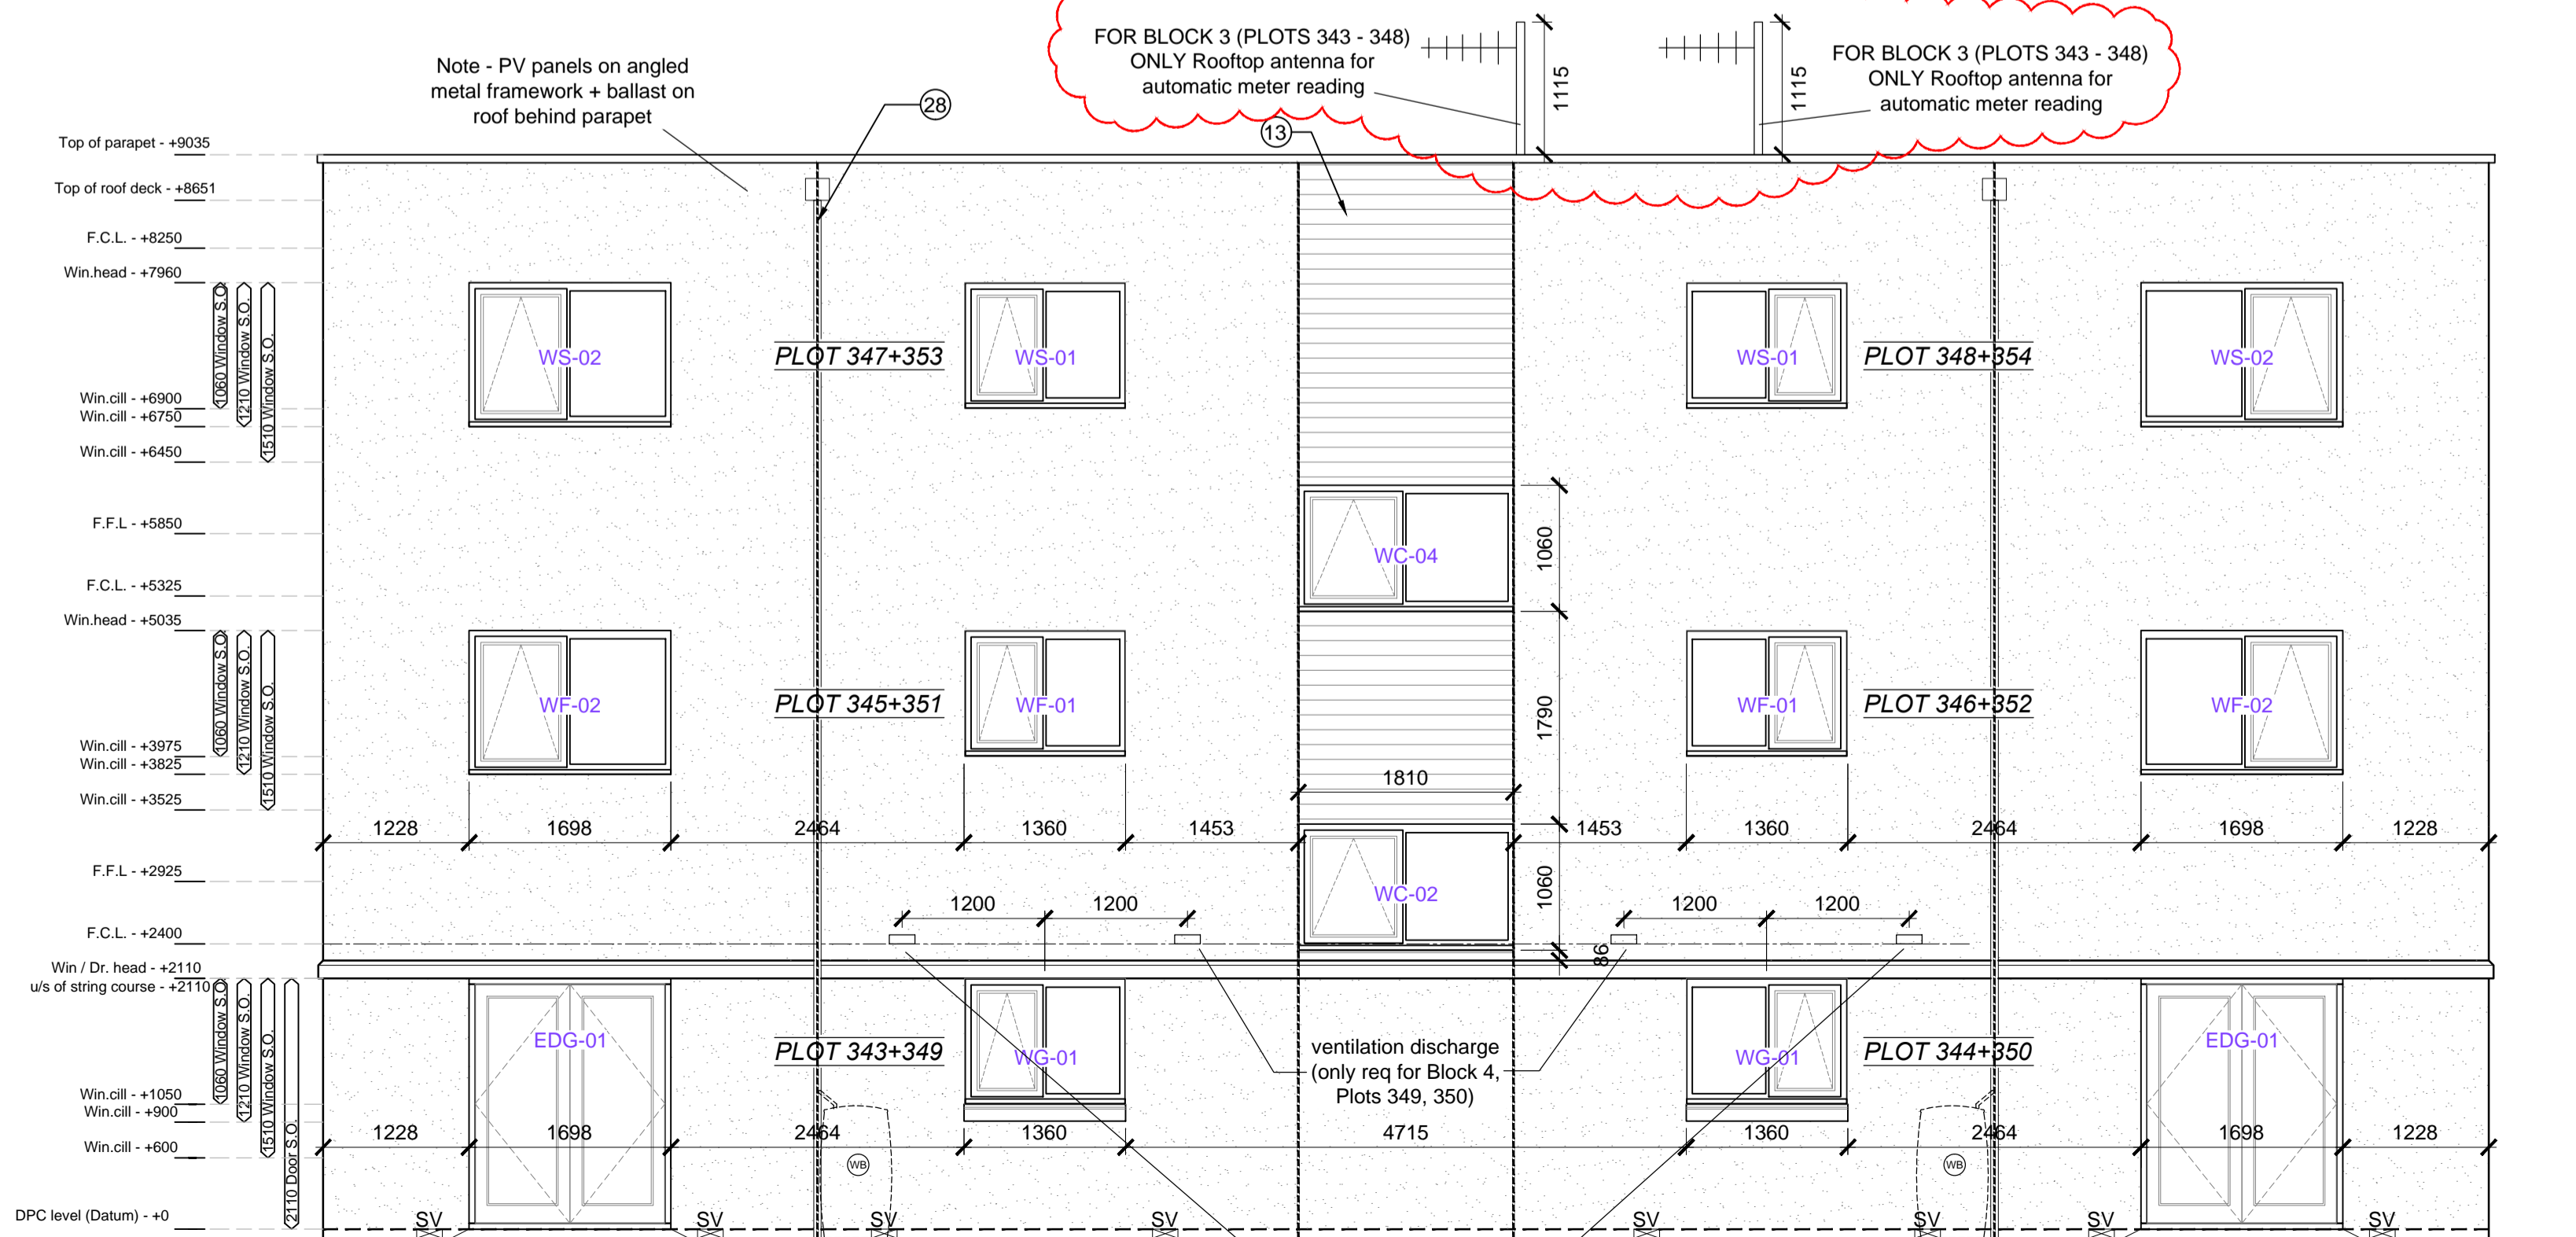 FOR BLOCK 3 (PLOTS 343 - 348)
ONLY Rooftop antenna for
automatic meter reading
1115
1115
FOR BLOCK 3 (PLOTS 343 - 348)
ONLY Rooftop antenna for
automatic meter reading
Note - PV panels on angled
metal framework + ballast on
roof behind parapet
28
13
Top of parapet - +9035
Top of roof deck - +8651
F.C.L. - +8250
Win.head - +7960
1060 Window S.O.
1210 Window S.O.
1510 Window S.O.
Win.cill - +6900
Win.cill - +6750
Win.cill - +6450
WS-02
PLOT 347+353
WS-01
WS-01
PLOT 348+354
WS-02
F.F.L - +5850
WC-04
1060
F.C.L. - +5325
Win.head - +5035
1060 Window S.O.
1210 Window S.O.
1510 Window S.O.
Win.cill - +3975
Win.cill - +3825
Win.cill - +3525
WF-02
PLOT 345+351
WF-01
1790
WF-01
PLOT 346+352
WF-02
1810
1228
1698
2464
1360
1453
1453
1360
2464
1698
1228
F.F.L - +2925
WC-02
1060
1200
1200
1200
1200
F.C.L. - +2400
86
Win / Dr. head - +2110
u/s of string course - +2110
1060 Window S.O.
1210 Window S.O.
1510 Window S.O.
2110 Door S.O.
EDG-01
PLOT 343+349
WG-01
ventilation discharge
(only req for Block 4,
Plots 349, 350)
WG-01
PLOT 344+350
EDG-01
Win.cill - +1050
Win.cill - +900
Win.cill - +600
1228
1698
2464
1360
4715
1360
2464
1698
1228
WB
WB
DPC level (Datum) - +0
SV
SV
SV
SV
SV
SV
SV
SV